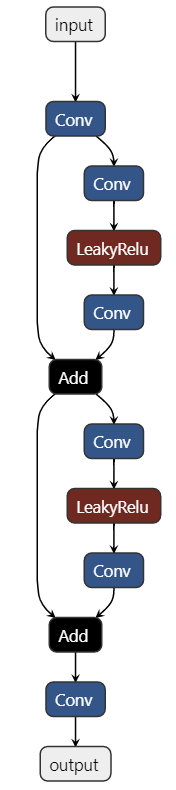 input
Conv
Conv
LeakyRelu
Conv
Add
Conv
LeakyRelu
Conv
Add
Conv
output